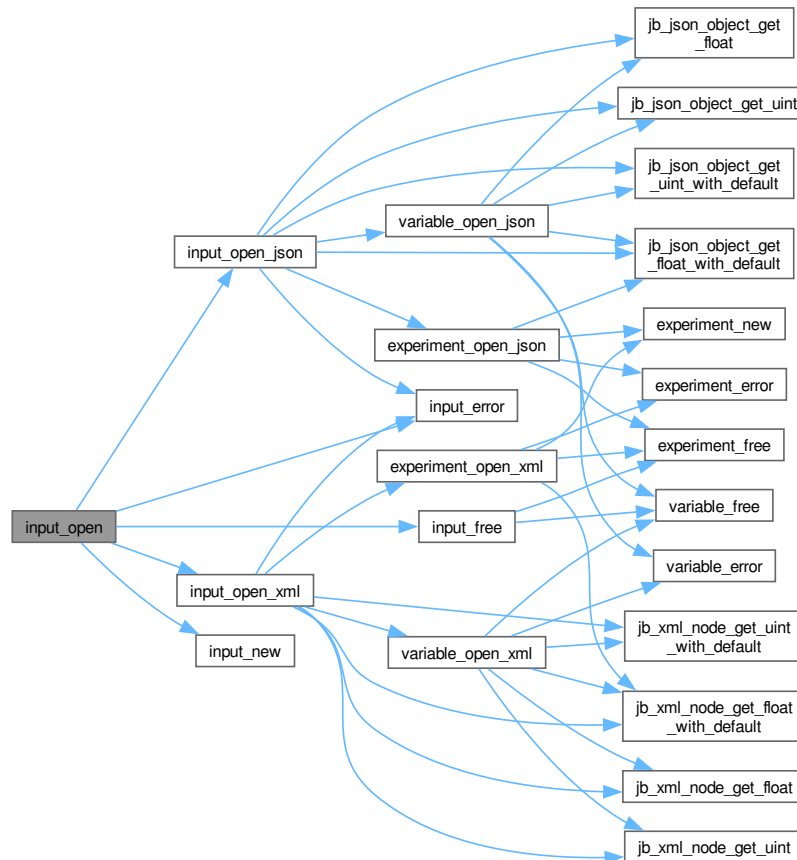 jb_json_object_get
_float
jb_json_object_get_uint
jb_json_object_get
_uint_with_default
variable_open_json
input_open_json
jb_json_object_get
_float_with_default
experiment_new
experiment_open_json
experiment_error
input_error
experiment_free
experiment_open_xml
variable_free
input_open
input_free
variable_error
input_open_xml
jb_xml_node_get_uint
_with_default
input_new
variable_open_xml
jb_xml_node_get_float
_with_default
jb_xml_node_get_float
jb_xml_node_get_uint